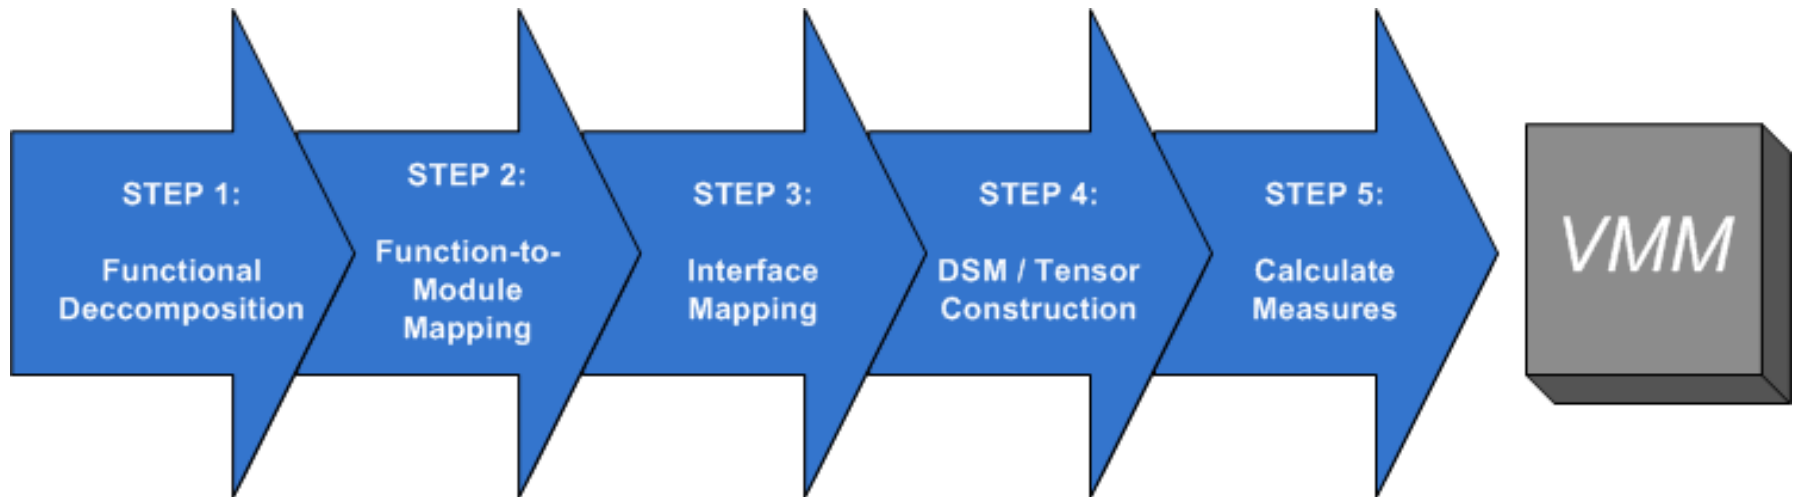 STEP 1:
Functional
Deccomposition
STEP 2:
Function-to-
Module
Mapping
STEP 3:
Interface
Mapping
STEP 4:
DSM / Tensor
Construction
STEP 5:
Calculate
Measures
VMM